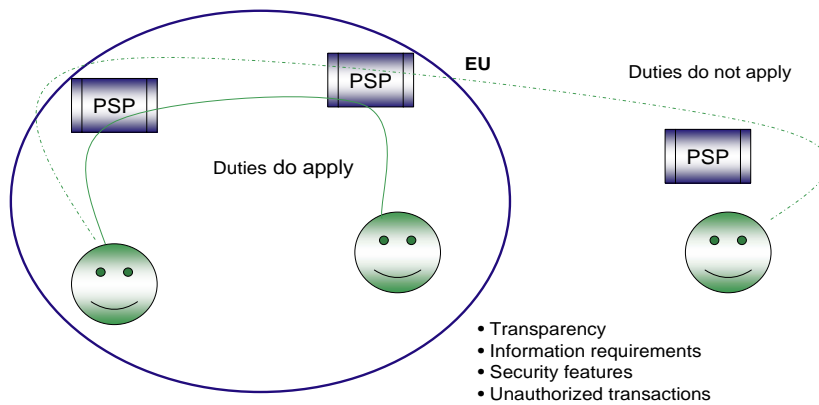 EU
PSP
PSP
Duties do not apply
PSP
Duties do apply
• Transparency
• Information requirements
• Security features
• Unauthorized transactions